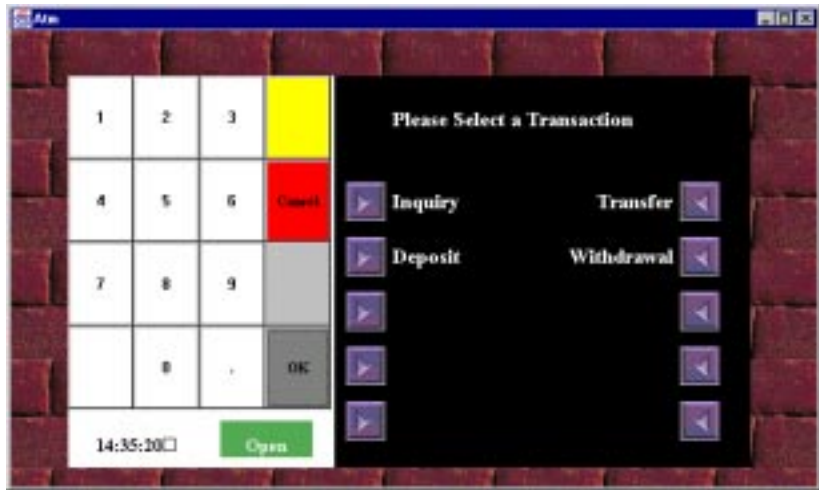 Atm
1 2 3
Please Select a Transaction
4 5 6 Cancel
Inquiry Transfer
Deposit Withdrawal
7 8 9
0 . OK
14:35:20□ Open